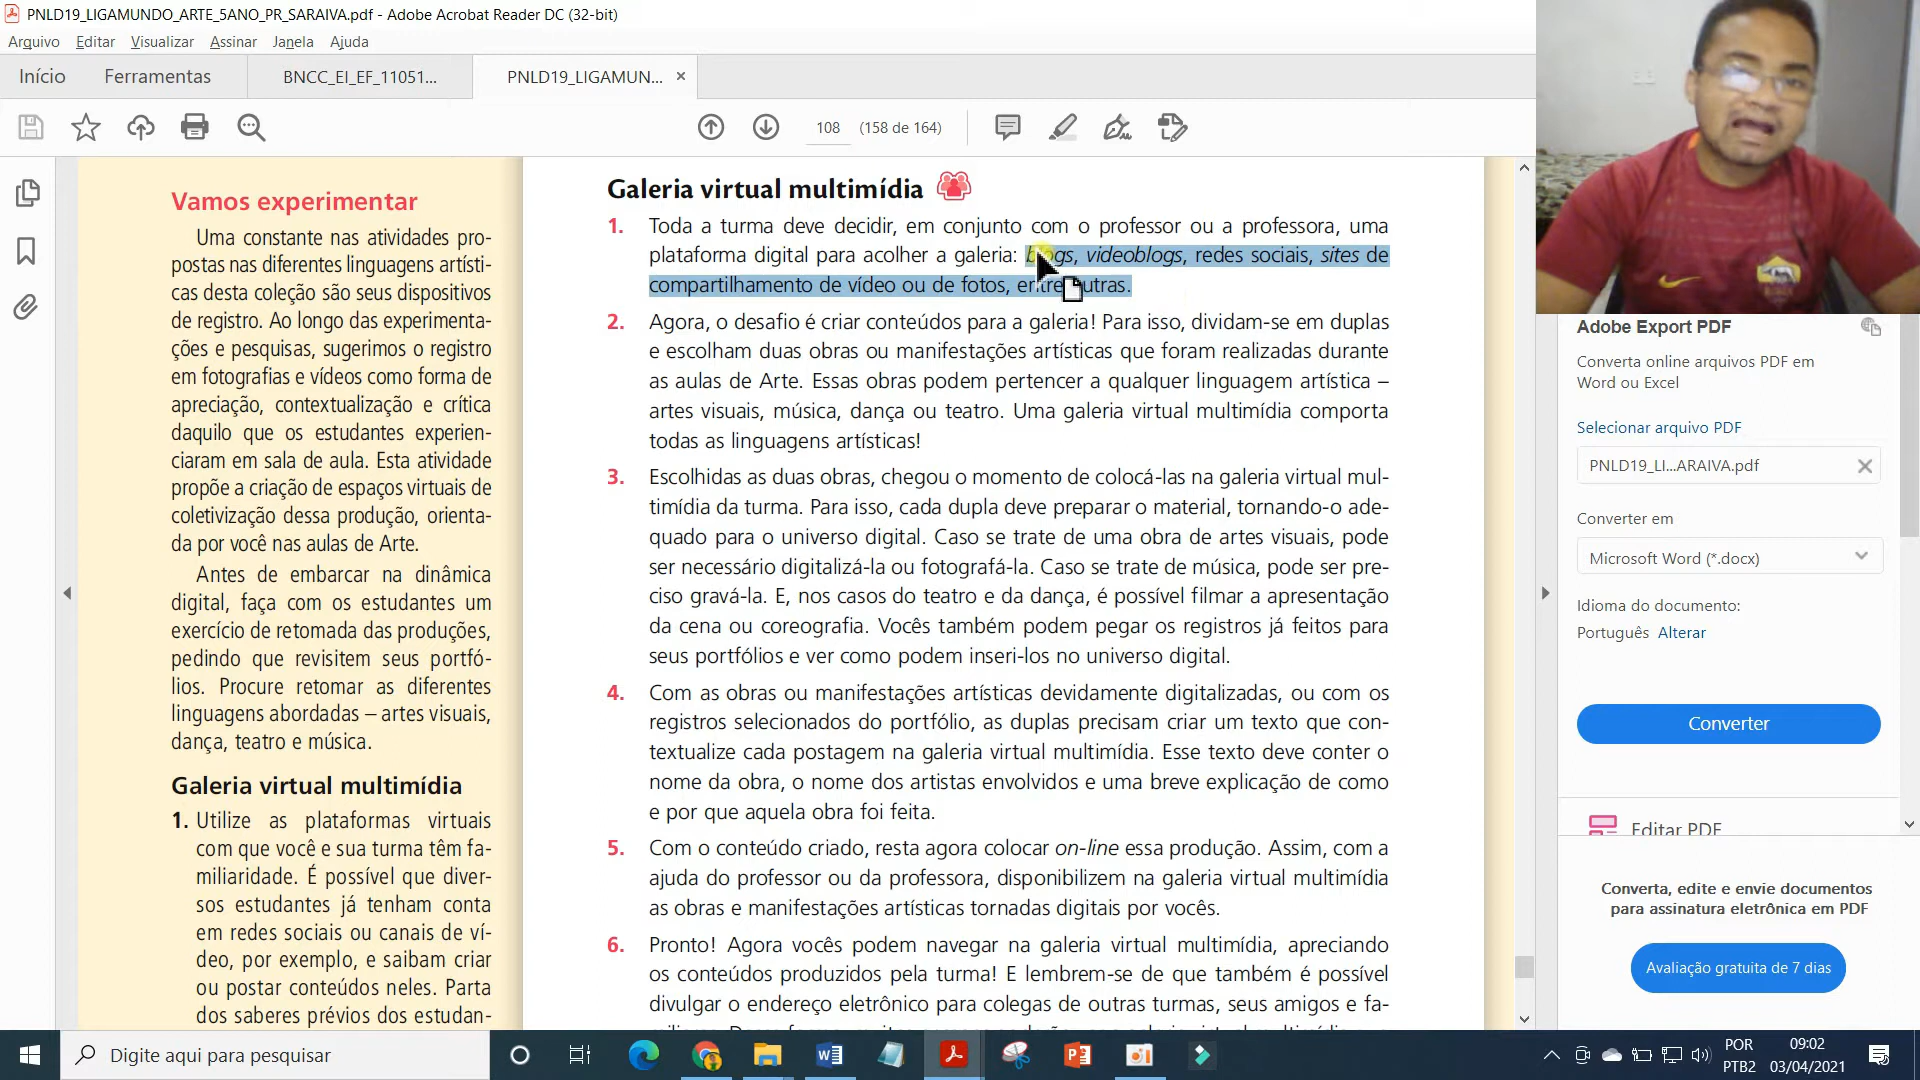 PNLD19_LIGAMUNDO_ARTE_5ANO_PR_SARAIVA.pdf - Adobe Acrobat Reader DC (32-bit)
Arquivo Editar Visualizar Assinar Janela Ajuda
Início Ferramentas BNCC_EI_EF_11051... PNLD19_LIGAMUN... ×
108 (158 de 164)
Vamos experimentar
Uma constante nas atividades pro-
postas nas diferentes linguagens artísti-
cas desta coleção são seus dispositivos
de registro. Ao longo das experimenta-
ções e pesquisas, sugerimos o registro
em fotografias e vídeos como forma de
apreciação, contextualização e crítica
daquilo que os estudantes experien-
ciaram em sala de aula. Esta atividade
propõe a criação de espaços virtuais de
coletivização dessa produção, orienta-
da por você nas aulas de Arte.
Antes de embarcar na dinâmica
digital, faça com os estudantes um
exercício de retomada das produções,
pedindo que revisitem seus portfó-
lios. Procure retomar as diferentes
linguagens abordadas – artes visuais,
dança, teatro e música.
Galeria virtual multimídia
1. Utilize as plataformas virtuais
com que você e sua turma têm fa-
miliaridade. É possível que diver-
sos estudantes já tenham conta
em redes sociais ou canais de ví-
deo, por exemplo, e saibam criar
ou postar conteúdos neles. Parta
dos saberes prévios dos estudan-
Galeria virtual multimídia
1. Toda a turma deve decidir, em conjunto com o professor ou a professora, uma
plataforma digital para acolher a galeria: blogs, videoblogs, redes sociais, sites de
compartilhamento de vídeo ou de fotos, entre outras.
2. Agora, o desafio é criar conteúdos para a galeria! Para isso, dividam-se em duplas
e escolham duas obras ou manifestações artísticas que foram realizadas durante
as aulas de Arte. Essas obras podem pertencer a qualquer linguagem artística –
artes visuais, música, dança ou teatro. Uma galeria virtual multimídia comporta
todas as linguagens artísticas!
3. Escolhidas as duas obras, chegou o momento de colocá-las na galeria virtual mul-
timídia da turma. Para isso, cada dupla deve preparar o material, tornando-o ade-
quado para o universo digital. Caso se trate de uma obra de artes visuais, pode
ser necessário digitalizá-la ou fotografá-la. Caso se trate de música, pode ser pre-
ciso gravá-la. E, nos casos do teatro e da dança, é possível filmar a apresentação
da cena ou coreografia. Vocês também podem pegar os registros já feitos para
seus portfólios e ver como podem inseri-los no universo digital.
4. Com as obras ou manifestações artísticas devidamente digitalizadas, ou com os
registros selecionados do portfólio, as duplas precisam criar um texto que con-
textualize cada postagem na galeria virtual multimídia. Esse texto deve conter o
nome da obra, o nome dos artistas envolvidos e uma breve explicação de como
e por que aquela obra foi feita.
5. Com o conteúdo criado, resta agora colocar on-line essa produção. Assim, com a
ajuda do professor ou da professora, disponibilizem na galeria virtual multimídia
as obras e manifestações artísticas tornadas digitais por vocês.
6. Pronto! Agora vocês podem navegar na galeria virtual multimídia, apreciando
os conteúdos produzidos pela turma! E lembrem-se de que também é possível
divulgar o endereço eletrônico para colegas de outras turmas, seus amigos e fa-
Adobe Export PDF
Converta online arquivos PDF em
Word ou Excel
Selecionar arquivo PDF
PNLD19_LI...ARAIVA.pdf
Converter em
Microsoft Word (*.docx)
Idioma do documento:
Português Alterar
Converter
Editar PDF
Converta, edite e envie documentos
para assinatura eletrônica em PDF
Avaliação gratuita de 7 dias
Digite aqui para pesquisar
POR
PTB2
09:02
03/04/2021